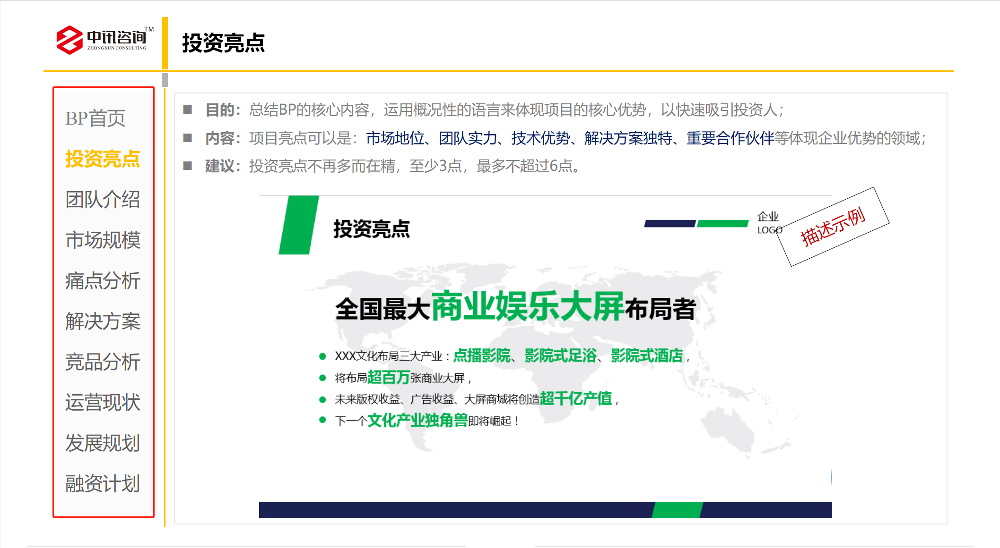 中讯咨询TM
ZHONGXUN CONSULTING
投资亮点
BP首页
投资亮点
团队介绍
市场规模
痛点分析
解决方案
竞品分析
运营现状
发展规划
融资计划
■ 目的：总结BP的核心内容，运用概况性的语言来体现项目的核心优势，以快速吸引投资人；
■ 内容：项目亮点可以是：市场地位、团队实力、技术优势、解决方案独特、重要合作伙伴等体现企业优势的领域；
■ 建议：投资亮点不再多而在精，至少3点，最多不超过6点。
投资亮点
企业
LOGO
描述示例
全国最大商业娱乐大屏布局者
● XXX文化布局三大产业：点播影院、影院式足浴、影院式酒店，
● 将布局超百万张商业大屏，
● 未来版权收益、广告收益、大屏商城将创造超千亿产值，
● 下一个文化产业独角兽即将崛起！